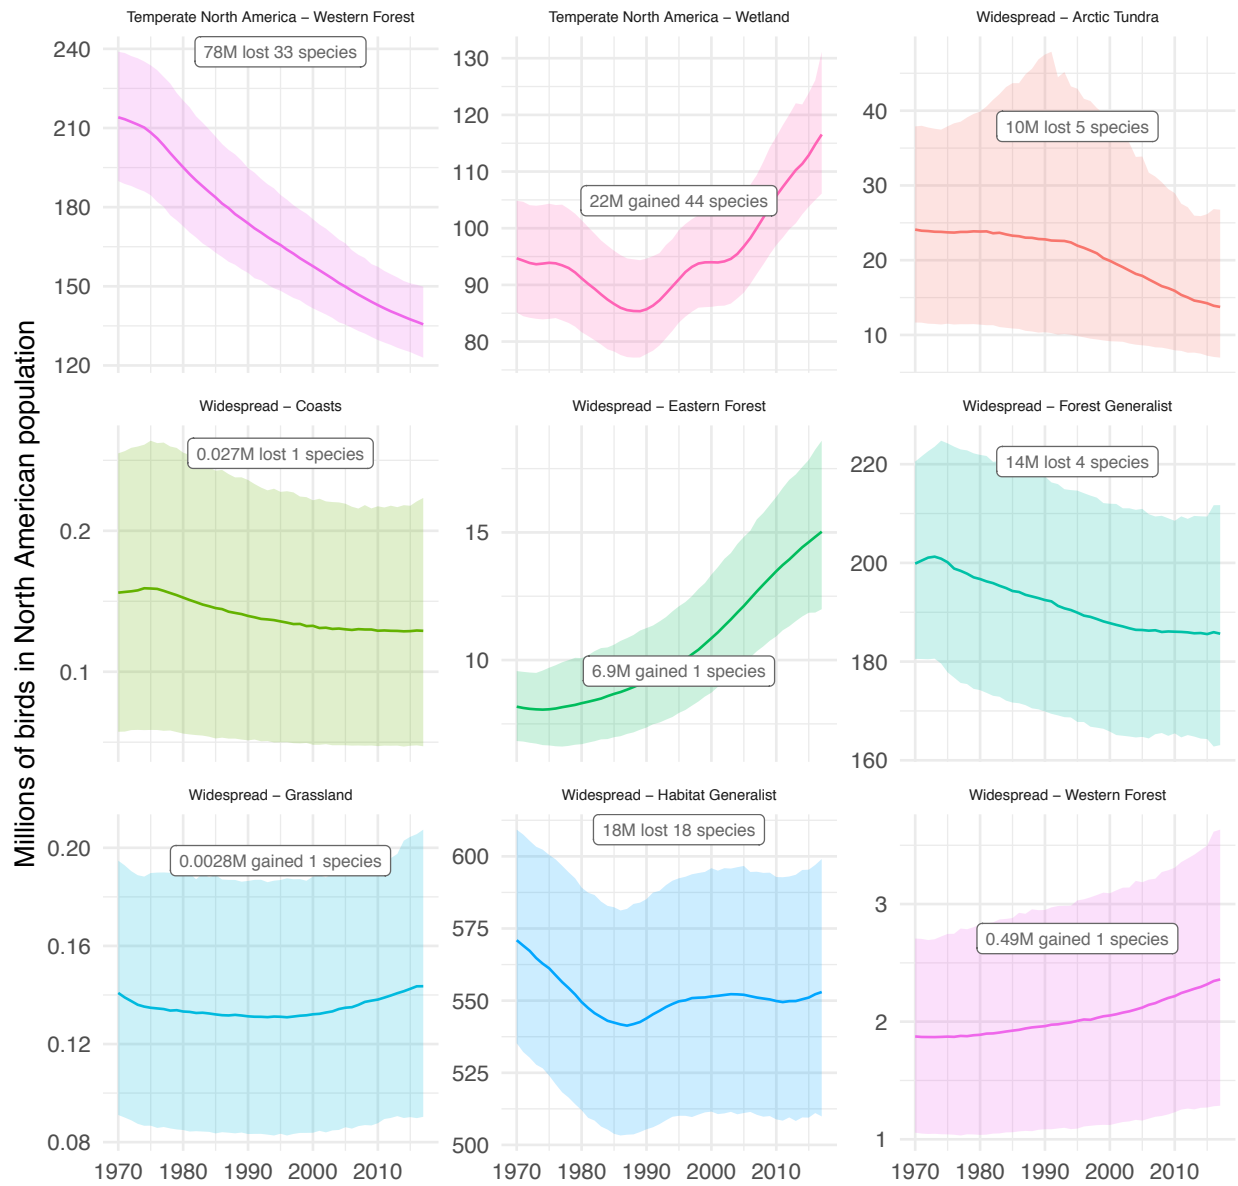 Temperate North America – Western Forest
Temperate North America – Wetland
Widespread – Arctic Tundra
240
210
180
150
120
78M lost 33 species
130
120
110
100
90
80
22M gained 44 species
40
30
20
10
10M lost 5 species
Millions of birds in North American population
Widespread – Coasts
Widespread – Eastern Forest
Widespread – Forest Generalist
0.2
0.1
0.027M lost 1 species
15
10
6.9M gained 1 species
220
200
180
160
14M lost 4 species
Widespread – Grassland
Widespread – Habitat Generalist
Widespread – Western Forest
0.20
0.16
0.12
0.08
0.0028M gained 1 species
600
575
550
525
500
18M lost 18 species
3
2
1
0.49M gained 1 species
1970 1980 1990 2000 2010
1970 1980 1990 2000 2010
1970 1980 1990 2000 2010